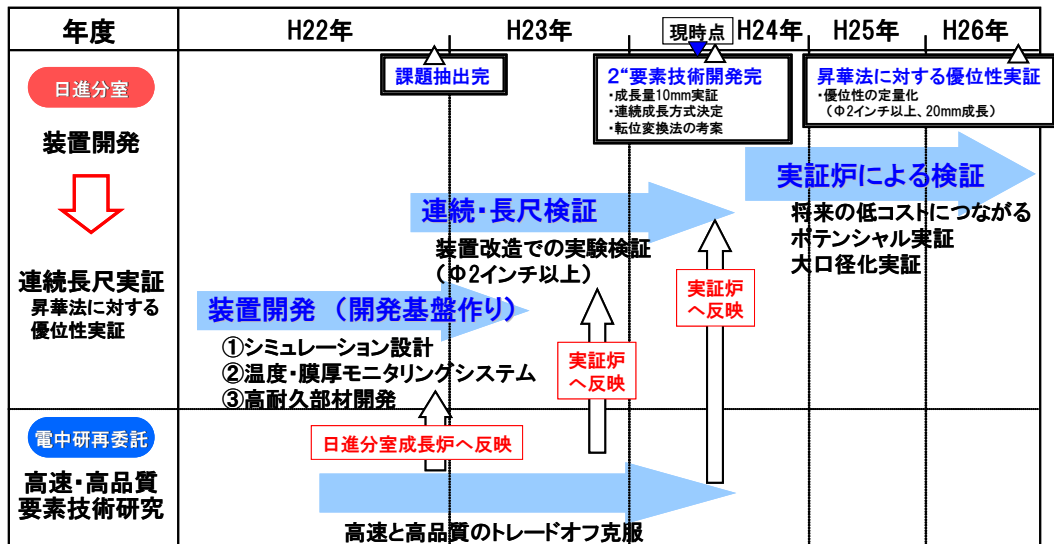 年度
H22年
H23年
現時点
H24年
H25年
H26年
日進分室
装置開発
連続長尺実証
昇華法に対する
優位性実証
課題抽出完
2“要素技術開発完
・成長量10mm実証
・連続成長方式決定
・転位変換法の考案
昇華法に対する優位性実証
・優位性の定量化
（Φ2インチ以上、20mm成長）
実証炉による検証
将来の低コストにつながる
ポテンシャル実証
大口径化実証
連続・長尺検証
装置改造での実験検証
（Φ2インチ以上）
実証炉
へ反映
装置開発 （開発基盤作り）
①シミュレーション設計
②温度・膜厚モニタリングシステム
③高耐久部材開発
実証炉
へ反映
日進分室成長炉へ反映
電中研再委託
高速・高品質
要素技術研究
高速と高品質のトレードオフ克服